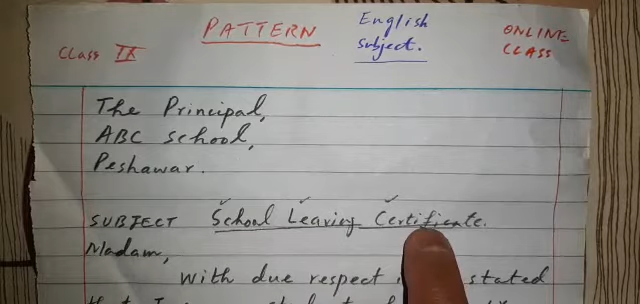 PATTERN
English
subject.
ONLINE
CLASS
Class IX
The Principal,
ABC school,
Peshawar.
SUBJECT School Leaving Certificate.
Madam,
With due respect stated
that I